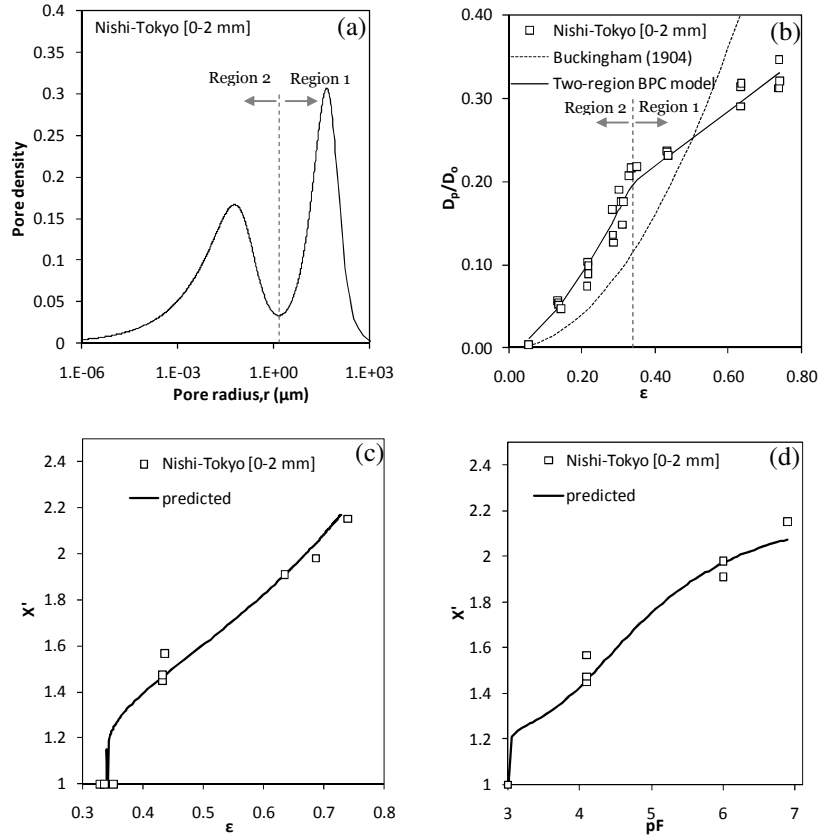 Nishi-Tokyo [0-2 mm]
(a)
Region 2
Region 1
Pore density
0.4
0.35
0.3
0.25
0.2
0.15
0.1
0.05
0
1.E-06
1.E-03
1.E+00
1.E+03
Pore radius,r (μm)
(b)
Nishi-Tokyo [0-2 mm]
Buckingham (1904)
Two-region BPC model
Region 2
Region 1
Dp/Do
0.40
0.30
0.20
0.10
0.00
0.00
0.20
0.40
0.60
0.80
ε
(c)
Nishi-Tokyo [0-2 mm]
predicted
X'
2.4
2.2
2
1.8
1.6
1.4
1.2
1
0.3
0.4
0.5
0.6
0.7
0.8
ε
(d)
Nishi-Tokyo [0-2 mm]
predicted
X'
2.4
2.2
2
1.8
1.6
1.4
1.2
1
3
4
5
6
7
pF